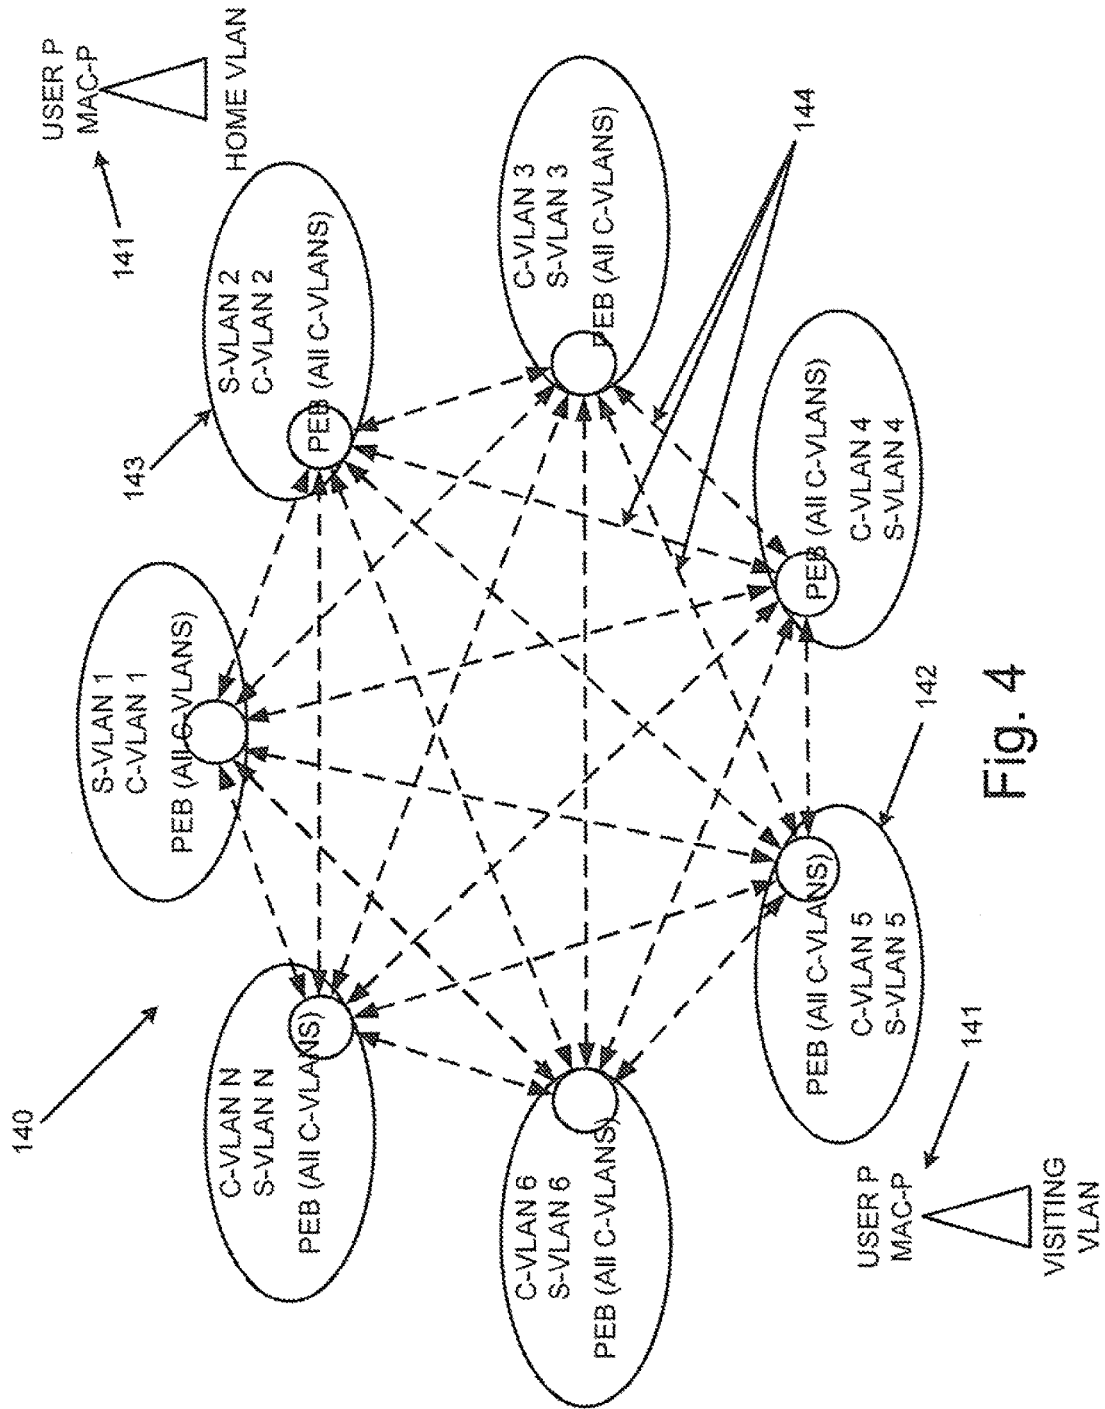 140
C-VLAN N
S-VLAN N
PEB (All C-VLANS)
S-VLAN 1
C-VLAN 1
PEB (All C-VLANS)
143
S-VLAN 2
C-VLAN 2
PEB (All C-VLANS)
141
USER P
MAC-P
HOME VLAN
C-VLAN 6
S-VLAN 6
PEB (All C-VLANS)
C-VLAN 3
S-VLAN 3
PEB (All C-VLANS)
144
USER P
MAC-P
VISITING
VLAN
141
PEB (All C-VLANS)
C-VLAN 5
S-VLAN 5
142
PEB (All C-VLANS)
C-VLAN 4
S-VLAN 4
Fig. 4